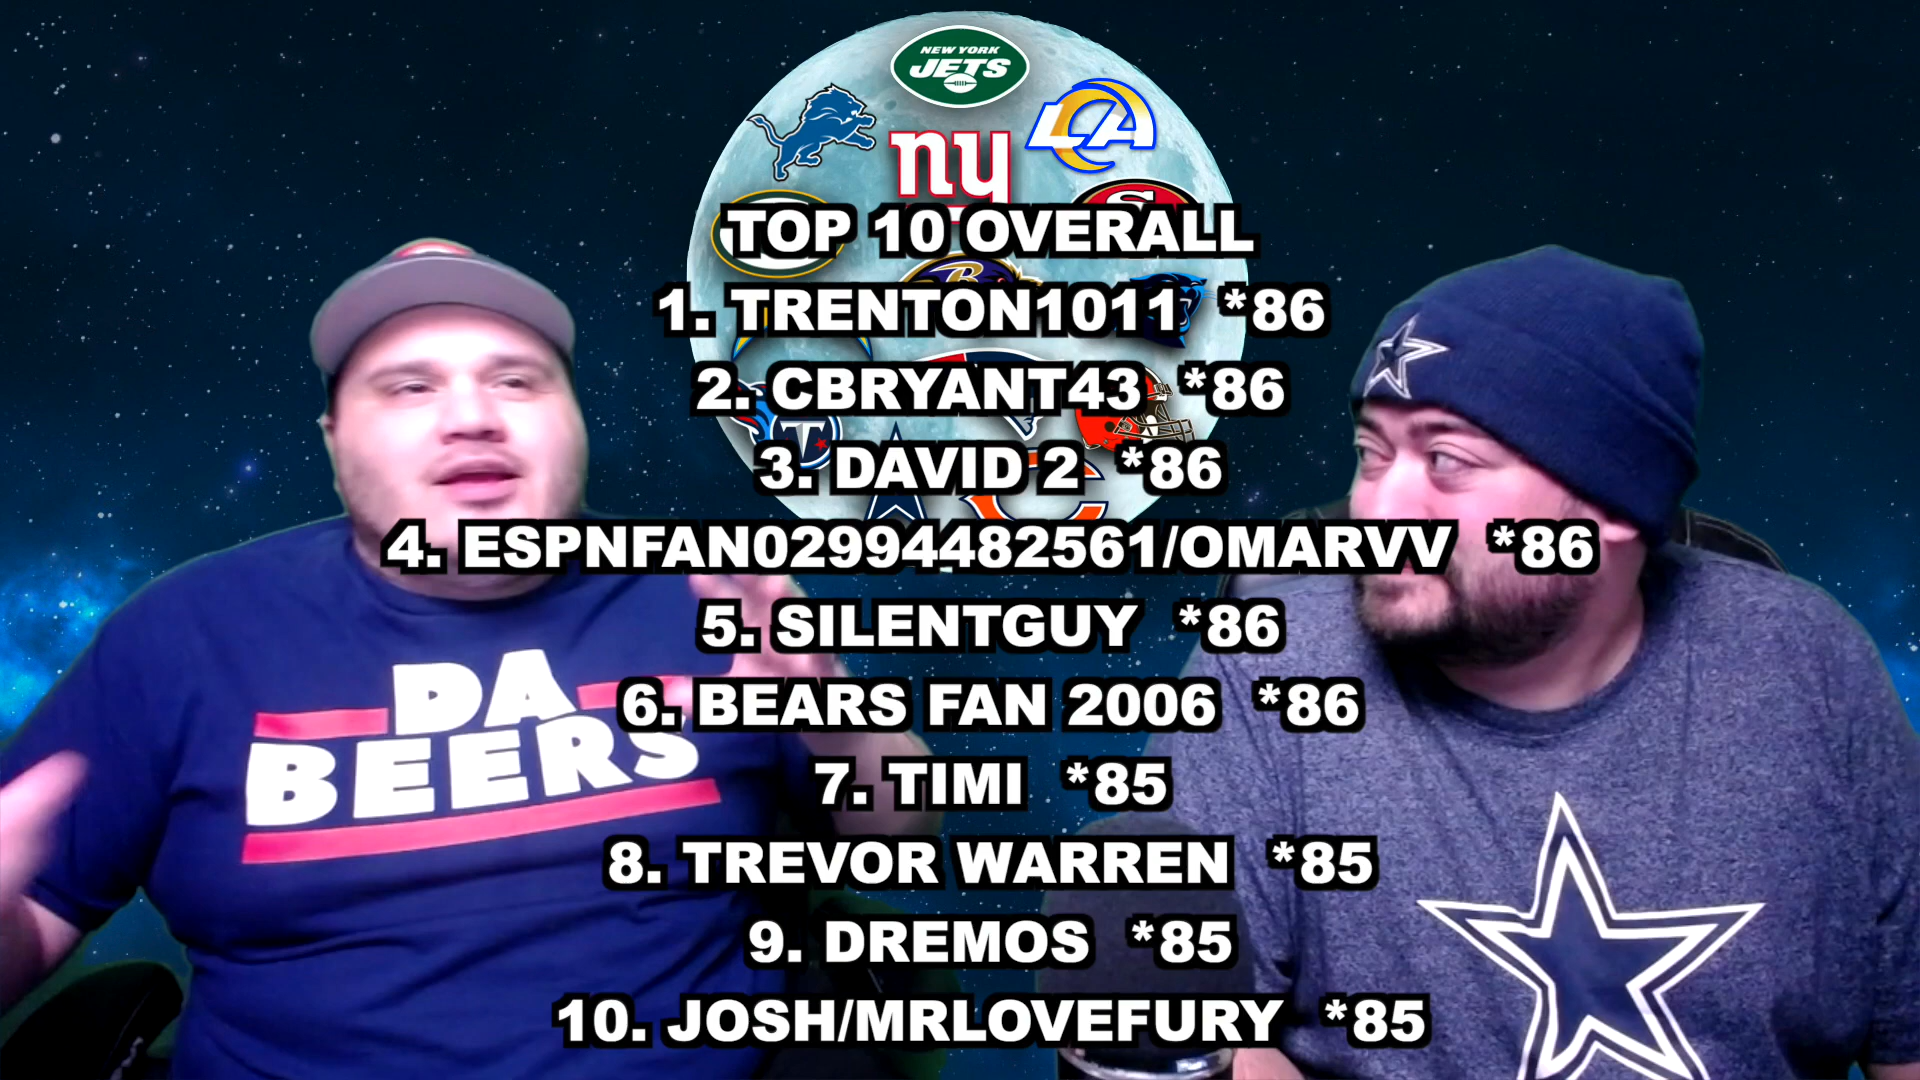 NEW YORK
JETS
LA
ny
TOP 10 OVERALL
1. TRENTON1011 *86
2. CBRYANT43 *86
3. DAVID 2 *86
4. ESPNFAN02994482561/OMARVV *86
5. SILENTGUY *86
6. BEARS FAN 2006 *86
7. TIMI *85
8. TREVOR WARREN *85
9. DREMOS *85
10. JOSH/MRLOVEFURY *85
B
T
C
DA
BEERS